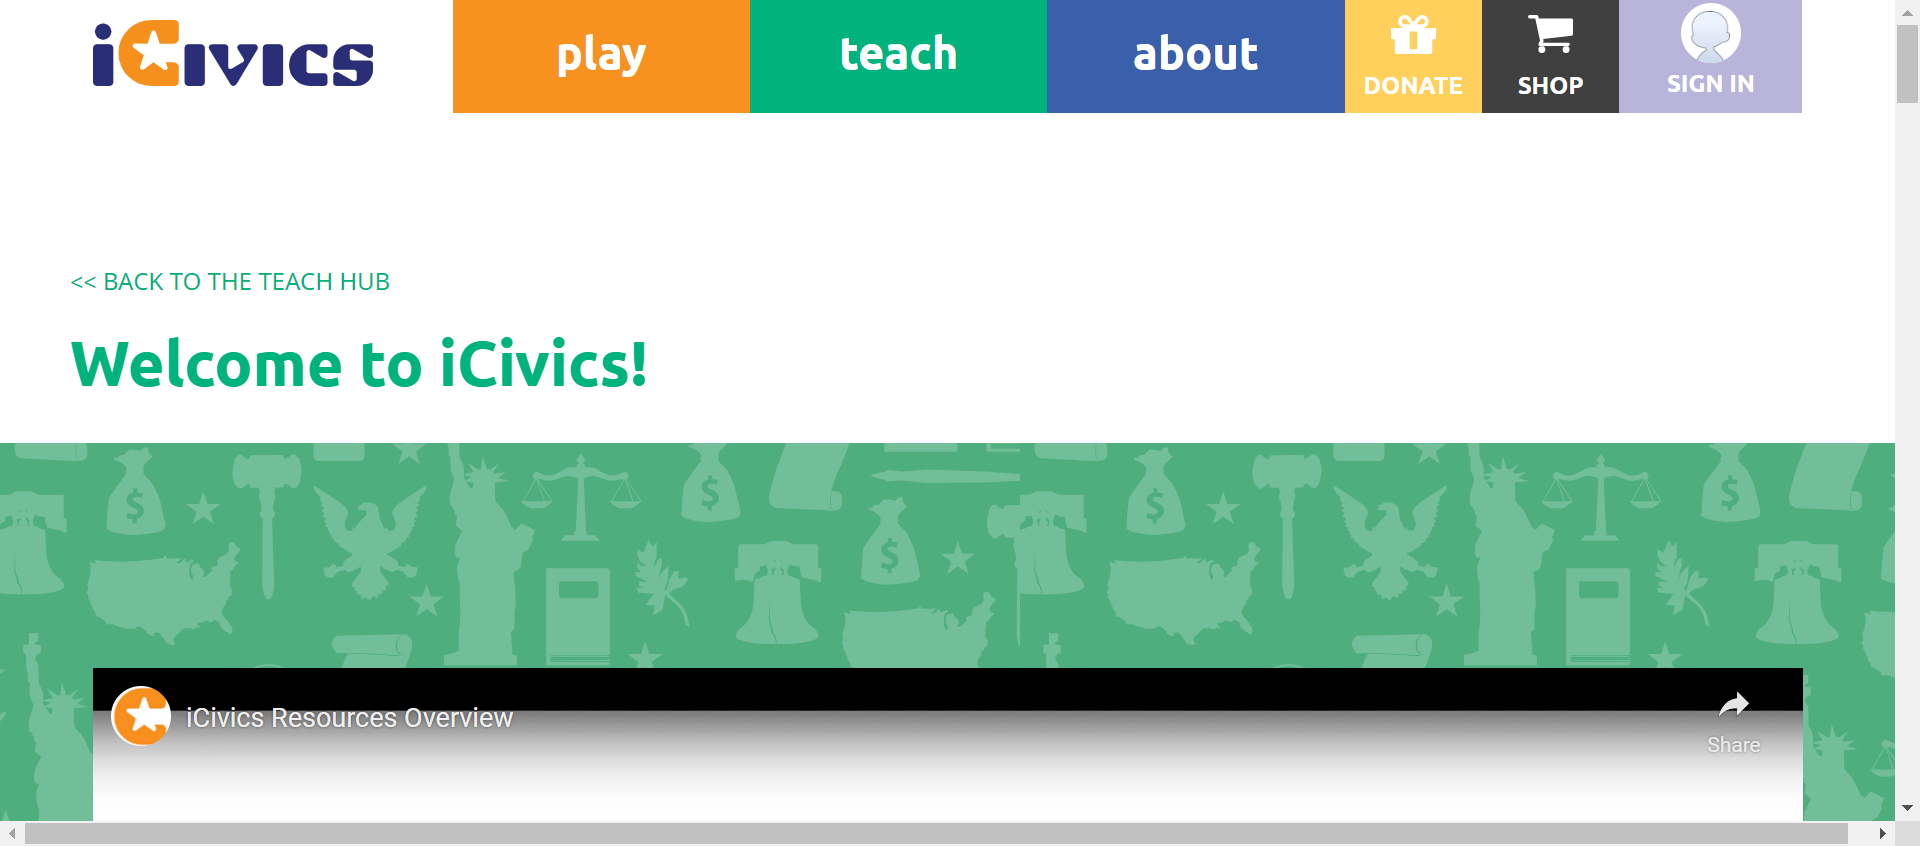 iCivics
play
teach
about
DONATE
SHOP
SIGN IN
<< BACK TO THE TEACH HUB
Welcome to iCivics!
$ $ $ $ $
iCivics Resources Overview
Share